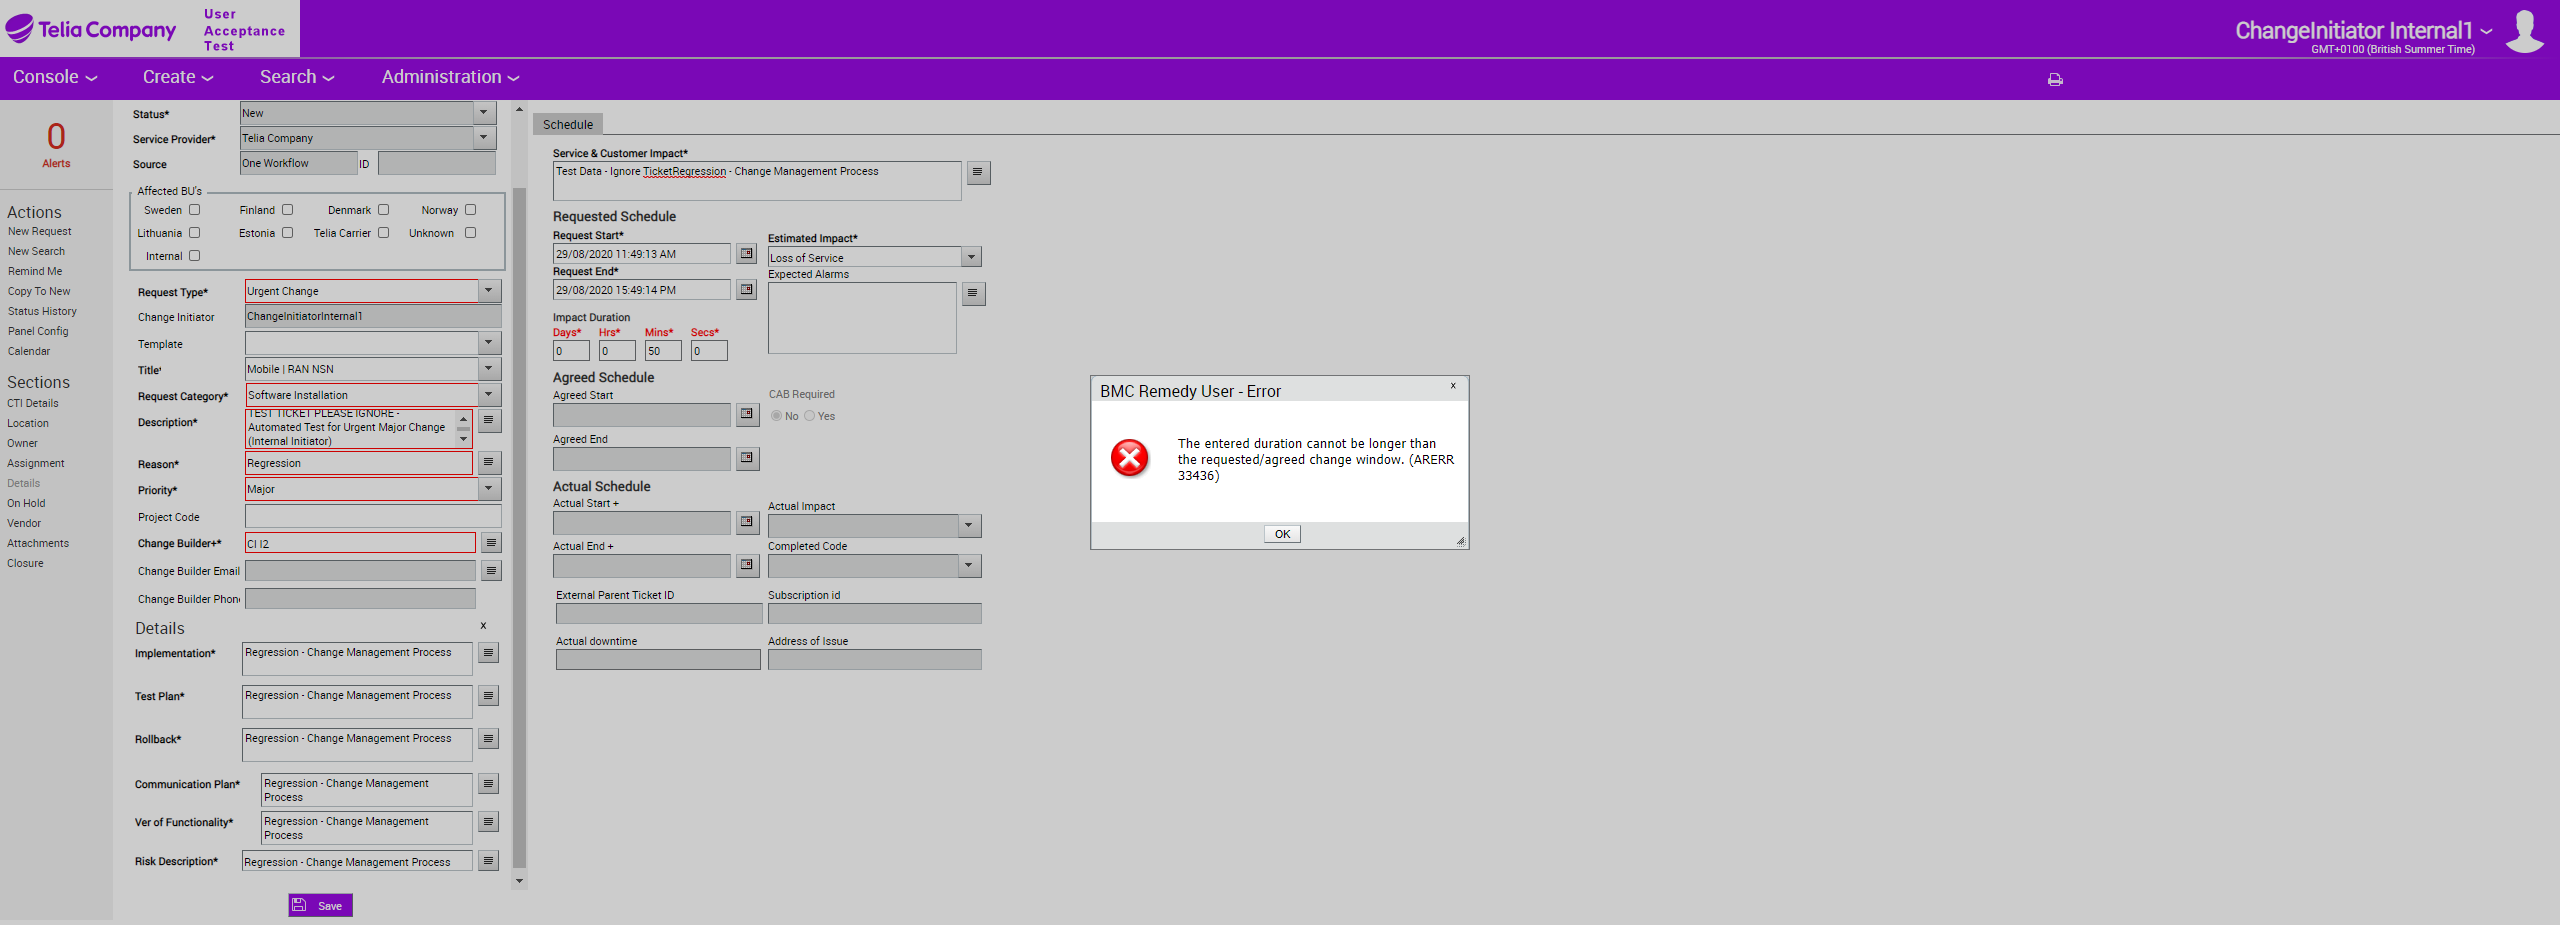 Telia Company
User
Acceptance
Test
ChangeInitiator Internal1
GMT+0100 (British Summer Time)
Console
Create
Search
Administration
0
Alerts
Actions
New Request
New Search
Remind Me
Copy To New
Status History
Panel Config
Calendar
Sections
CTI Details
Location
Owner
Assignment
Details
On Hold
Vendor
Attachments
Closure
Status* New
Service Provider* Telia Company
Source One Workflow ID
Affected BU's
Sweden Finland Denmark Norway
Lithuania Estonia Telia Carrier Unknown
Internal
Request Type* Urgent Change
Change Initiator ChangeInitiatorInternal1
Template
Title* Mobile | RAN NSN
Request Category* Software Installation
Description* TEST TICKET PLEASE IGNORE -
Automated Test for Urgent Major Change
(Internal Initiator)
Reason* Regression
Priority* Major
Project Code
Change Builder+* CI I2
Change Builder Email
Change Builder Phon
Details x
Implementation* Regression - Change Management Process
Test Plan* Regression - Change Management Process
Rollback* Regression - Change Management Process
Communication Plan* Regression - Change Management
Process
Ver of Functionality* Regression - Change Management
Process
Risk Description* Regression - Change Management Process
Save
Schedule
Service & Customer Impact*
Test Data - Ignore TicketRegression - Change Management Process
Requested Schedule
Request Start* Estimated Impact*
29/08/2020 11:49:13 AM Loss of Service
Request End* Expected Alarms
29/08/2020 15:49:14 PM
Impact Duration
Days* Hrs* Mins* Secs*
0 0 50 0
Agreed Schedule
Agreed Start CAB Required
No Yes
Agreed End
Actual Schedule
Actual Start + Actual Impact
Actual End + Completed Code
External Parent Ticket ID Subscription id
Actual downtime Address of Issue
BMC Remedy User - Error x
The entered duration cannot be longer than
the requested/agreed change window. (ARERR
33436)
OK